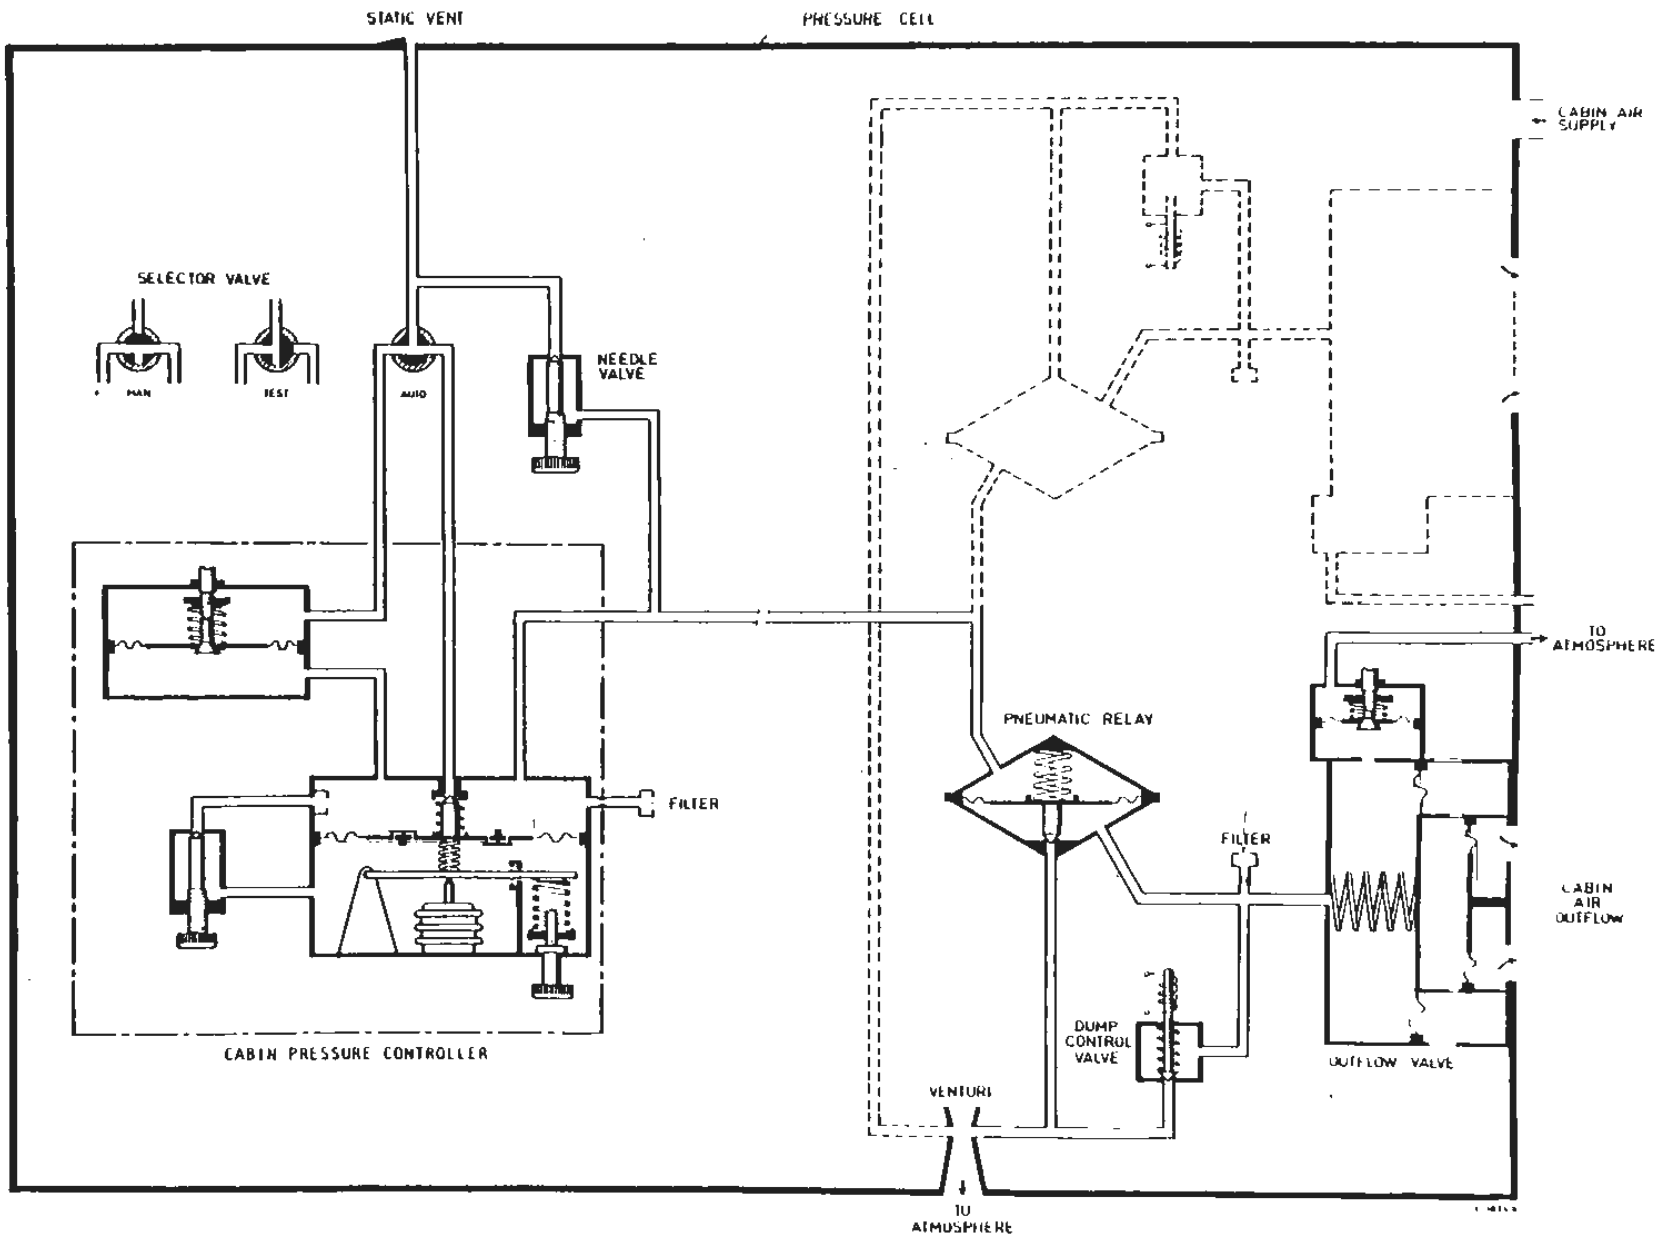 STATIC VENT
PRESSURE CELL
CABIN AIR
SUPPLY
SELECTOR VALVE
MAN
TEST
AUTO
NEEDLE
VALVE
TO
ATMOSPHERE
PNEUMATIC RELAY
FILTER
FILTER
CABIN
AIR
OUTFLOW
DUMP
CONTROL
VALVE
CABIN PRESSURE CONTROLLER
OUTFLOW VALVE
VENTURI
TO
ATMOSPHERE